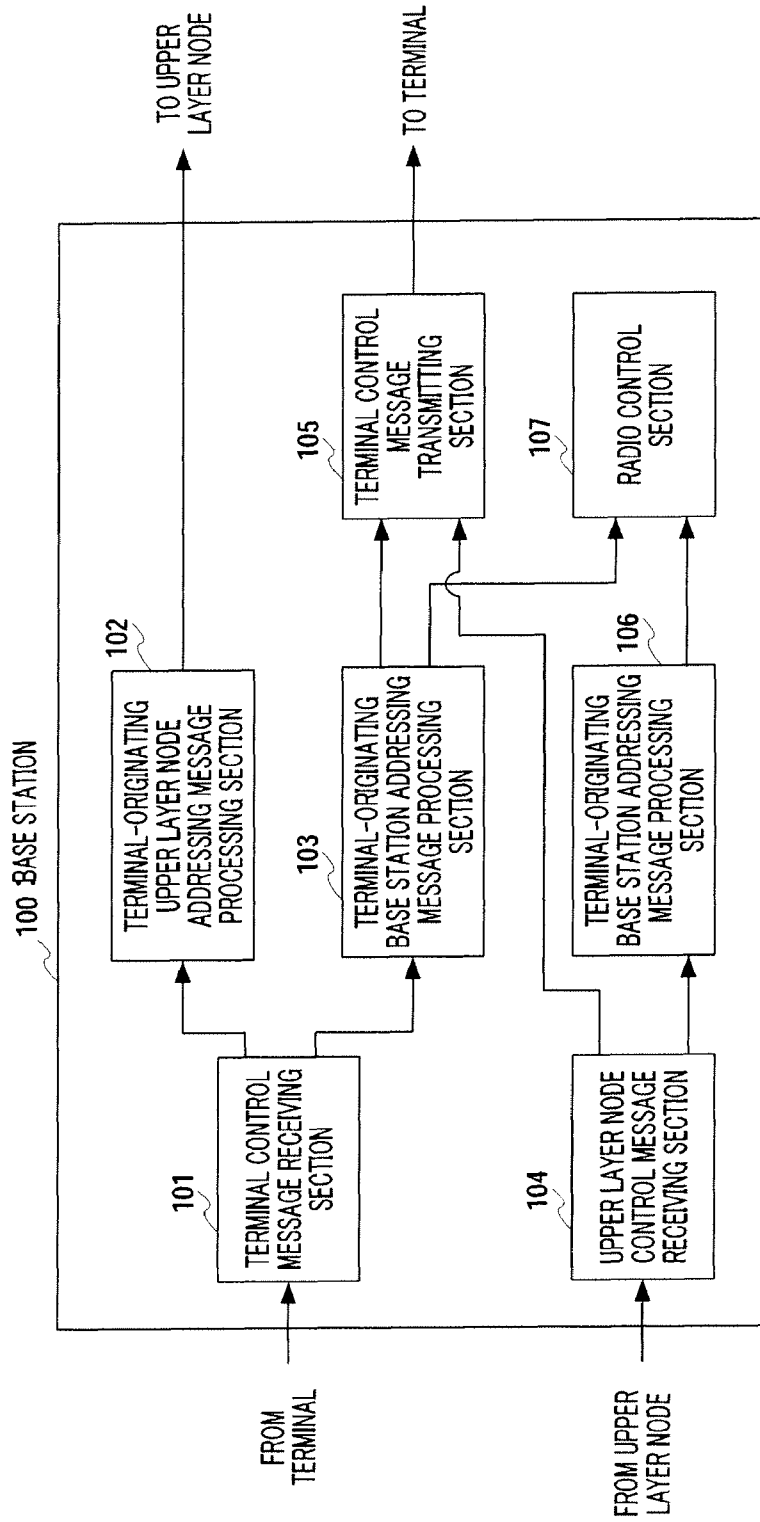 100 BASE STATION
FROM
TERMINAL
101
TERMINAL CONTROL
MESSAGE RECEIVING
SECTION
102
TERMINAL-ORIGINATING
UPPER LAYER NODE
ADDRESSING MESSAGE
PROCESSING SECTION
TO UPPER
LAYER NODE
103
TERMINAL-ORIGINATING
BASE STATION ADDRESSING
MESSAGE PROCESSING
SECTION
105
TERMINAL CONTROL
MESSAGE
TRANSMITTING
SECTION
TO TERMINAL
FROM UPPER
LAYER NODE
104
UPPER LAYER NODE
CONTROL MESSAGE
RECEIVING SECTION
106
TERMINAL-ORIGINATING
BASE STATION ADDRESSING
MESSAGE PROCESSING
SECTION
107
RADIO CONTROL
SECTION